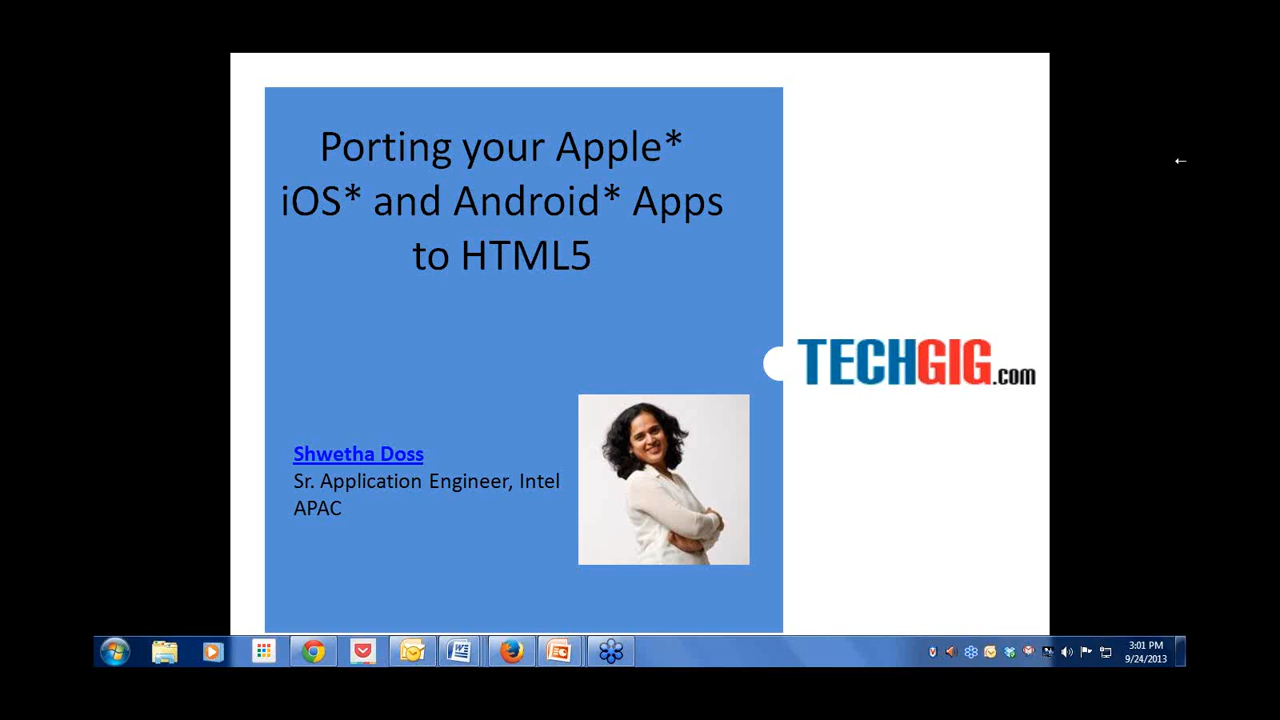 Porting your Apple*
iOS* and Android* Apps
to HTML5
TECHGIG.com
Shwetha Doss
Sr. Application Engineer, Intel
APAC
3:01 PM
9/24/2013